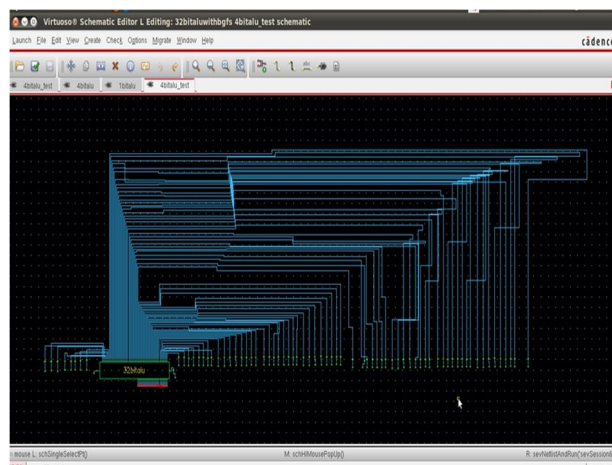 Virtuoso® Schematic Editor L Editing: 32bitaluwithbgfs 4bitalu_test schematic
Launch File Edit View Create Check Options Migrate Window Help
cādence
4bitalu_test 4bitalu 1bitalu 4bitalu_test
32bitalu
mouse L: schSingleSelectPt() M: schHiMousePopUp() R: sevNetlistAndRun('sevSession